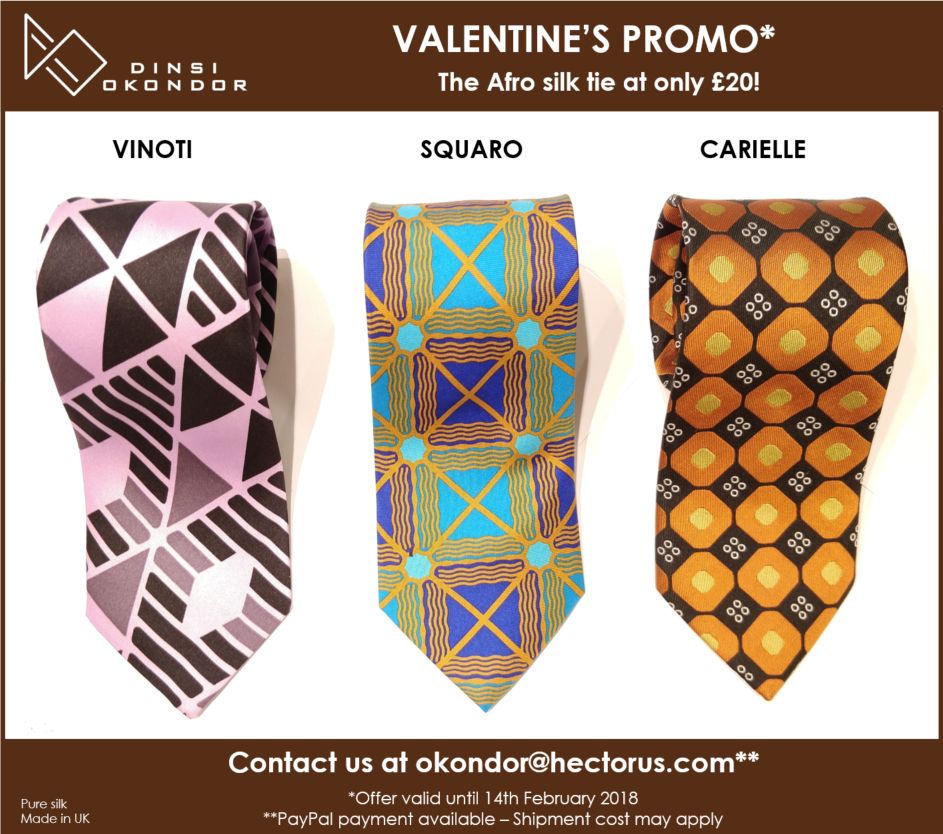 DINSI
OKONDOR
VALENTINE'S PROMO*
The Afro silk tie at only £20!
VINOTI
SQUARO
CARIELLE
Contact us at okondor@hectorus.com**
Pure silk
Made in UK
*Offer valid until 14th February 2018
**PayPal payment available – Shipment cost may apply